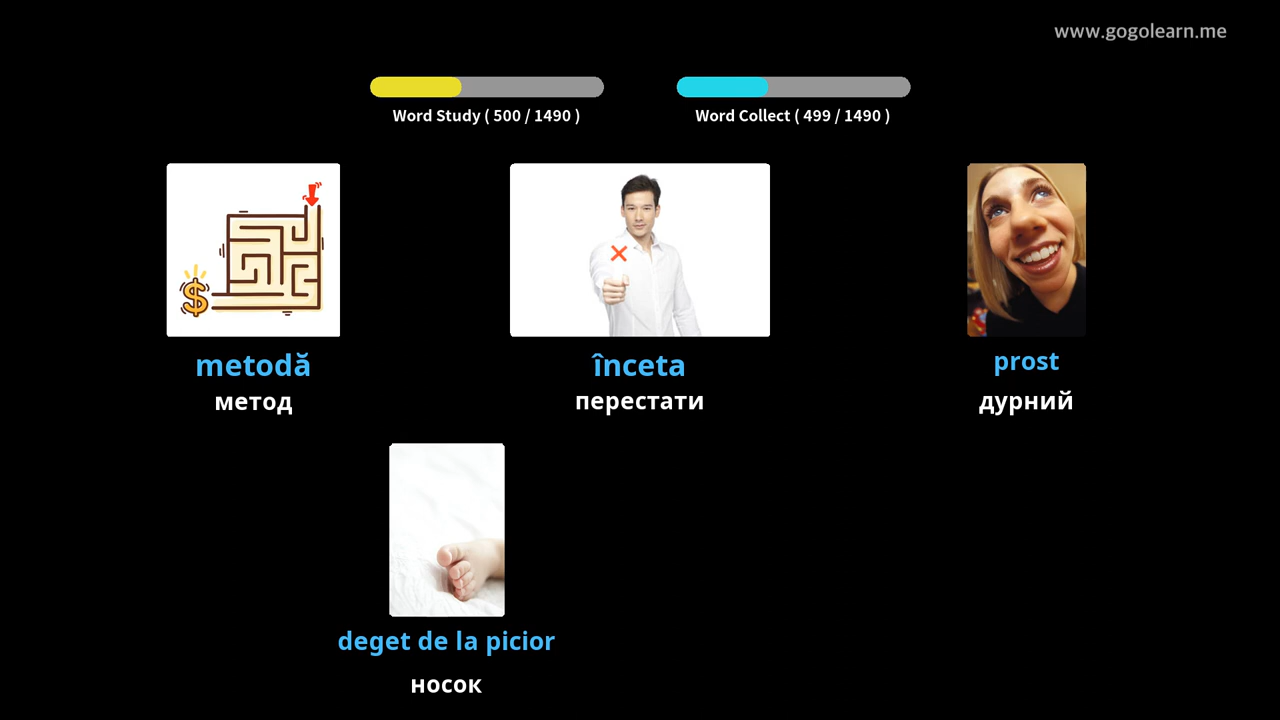 www.gogolearn.me
Word Study ( 500 / 1490 )
Word Collect ( 499 / 1490 )
metodă
метод
înceta
перестати
prost
дурний
deget de la picior
носок